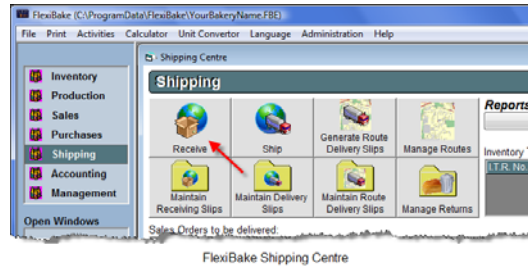 FlexiBake (C:\ProgramData\FlexiBake\YourBakeryName.FBE)
File Print Activities Calculator Unit Convertor Language Administration Help
Shipping Centre
Inventory
Production
Sales
Purchases
Shipping
Accounting
Management
Open Windows
Shipping
Receive
Ship
Generate Route
Delivery Slips
Manage Routes
Maintain
Receiving Slips
Maintain Delivery
Slips
Maintain Route
Delivery Slips
Manage Returns
Sales Orders to be delivered:
Reports
Inventory
I.T.R. No.
FlexiBake Shipping Centre